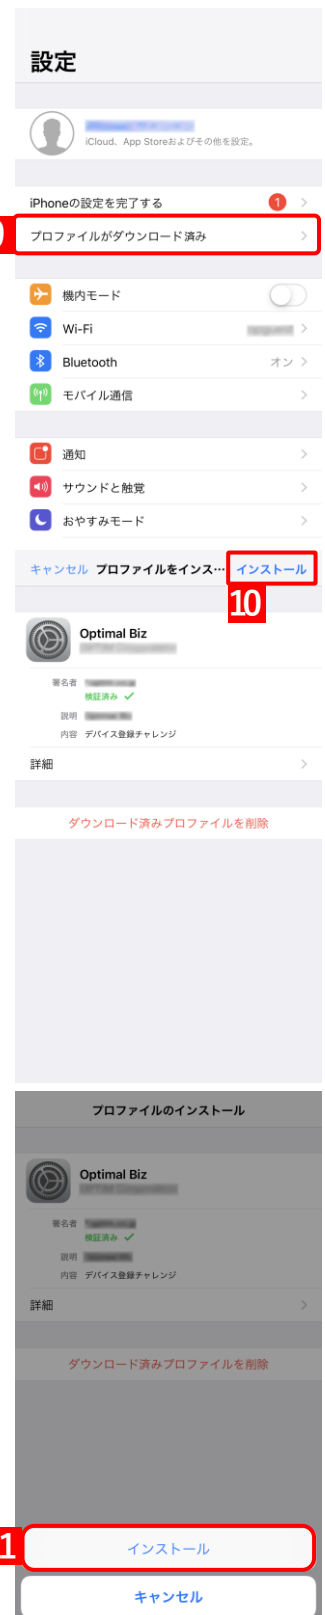 設定
iCloud、App Storeおよびその他を設定。
iPhoneの設定を完了する 1
プロファイルがダウンロード済み
機内モード
Wi-Fi
Bluetooth オン
モバイル通信
通知
サウンドと触覚
おやすみモード
キャンセル プロファイルをインス… インストール
10
Optimal Biz
署名者
検証済み ✓
説明
内容 デバイス登録チャレンジ
詳細
ダウンロード済みプロファイルを削除
プロファイルのインストール
Optimal Biz
署名者
検証済み ✓
説明
内容 デバイス登録チャレンジ
詳細
ダウンロード済みプロファイルを削除
1 インストール
キャンセル